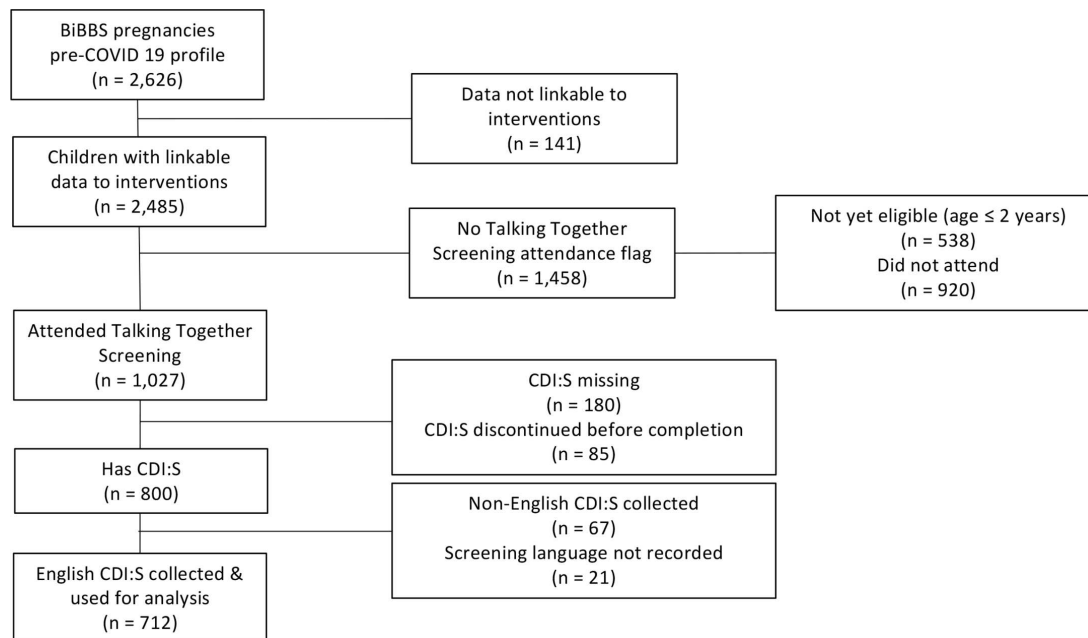 BiBBS pregnancies
pre-COVID 19 profile
(n = 2,626)
Data not linkable to
interventions
(n = 141)
Children with linkable
data to interventions
(n = 2,485)
No Talking Together
Screening attendance flag
(n = 1,458)
Not yet eligible (age ≤ 2 years)
(n = 538)
Did not attend
(n = 920)
Attended Talking Together
Screening
(n = 1,027)
CDI:S missing
(n = 180)
CDI:S discontinued before completion
(n = 85)
Has CDI:S
(n = 800)
Non-English CDI:S collected
(n = 67)
Screening language not recorded
(n = 21)
English CDI:S collected &
used for analysis
(n = 712)